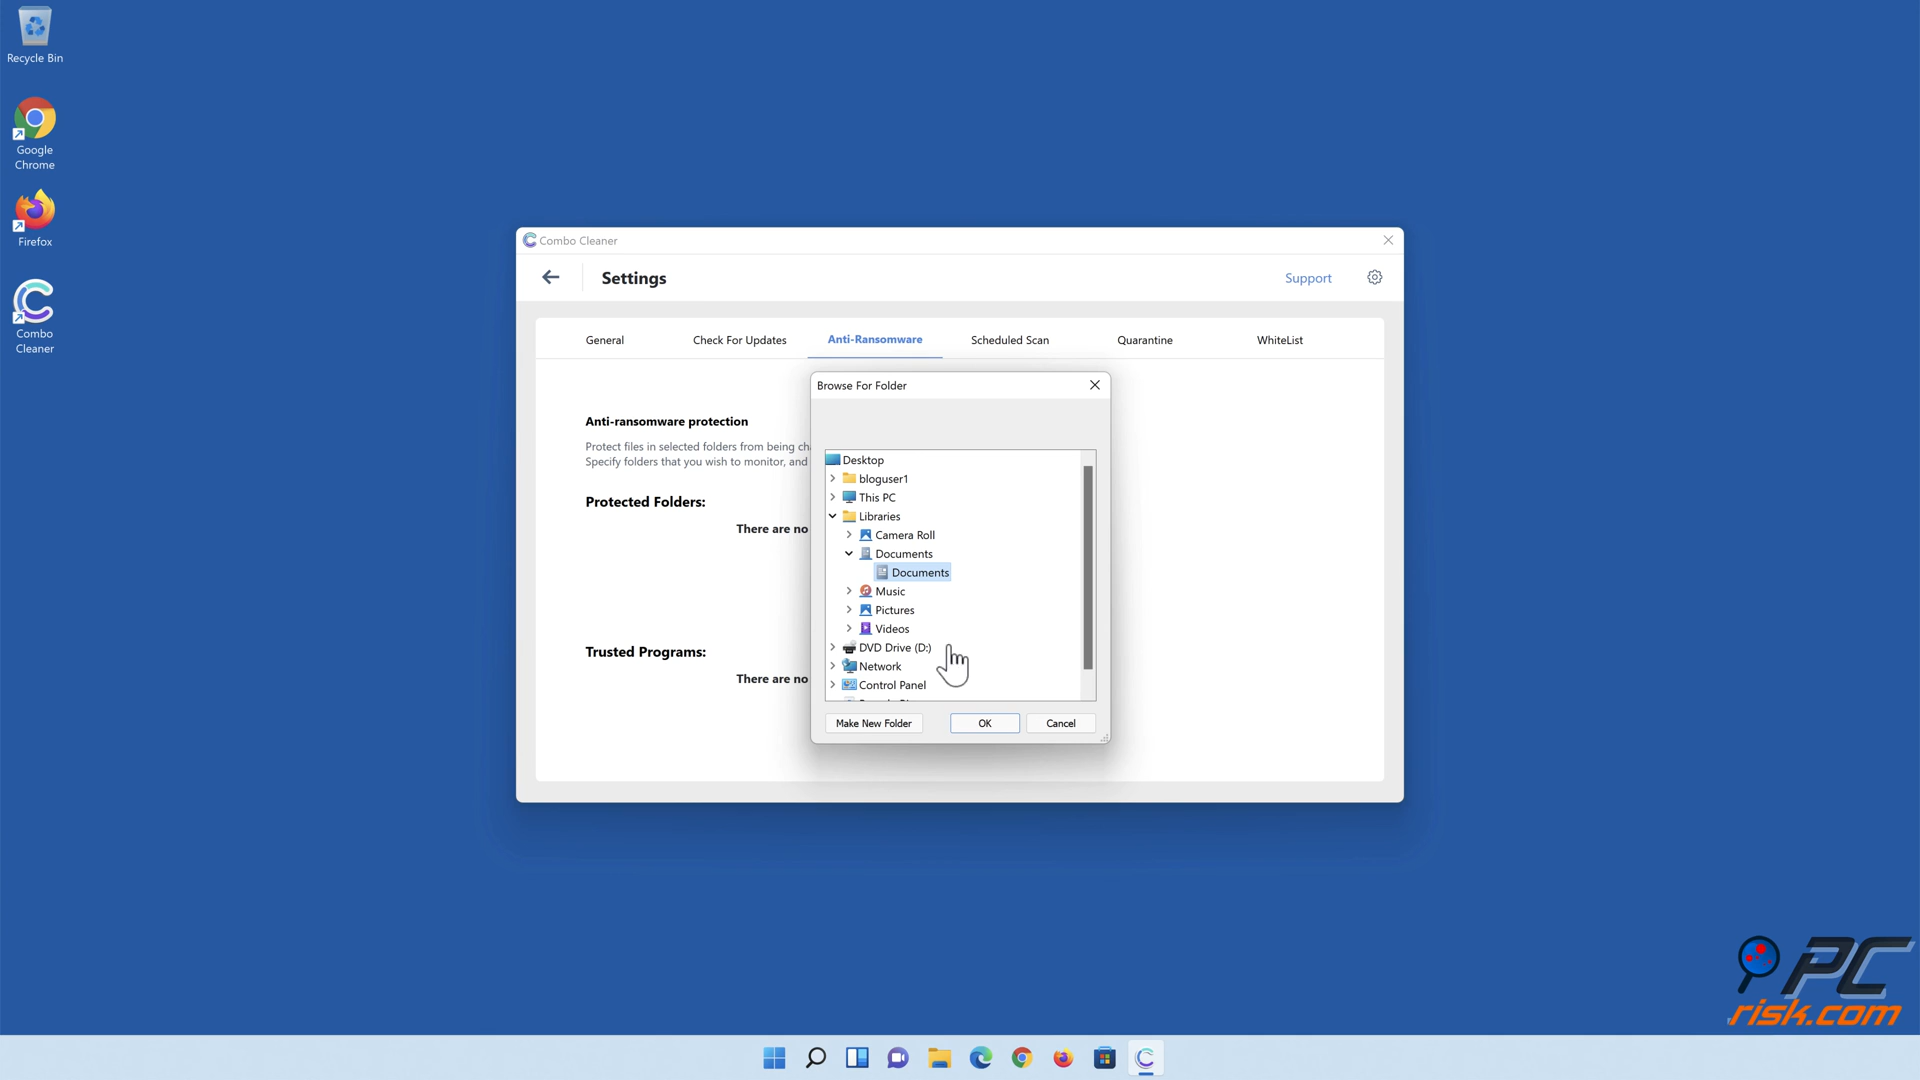 Recycle Bin
Google
Chrome
Firefox
Combo
Cleaner
Combo Cleaner
Settings
Support
General
Check For Updates
Anti-Ransomware
Scheduled Scan
Quarantine
WhiteList
Anti-ransomware protection
Protect files in selected folders from being
Specify folders that you wish to monitor, and
Protected Folders:
There are no
Trusted Programs:
There are no
Browse For Folder
Desktop
bloguser1
This PC
Libraries
Camera Roll
Documents
Documents
Music
Pictures
Videos
DVD Drive (D:)
Network
Control Panel
Make New Folder
OK
Cancel
PC
risk.com